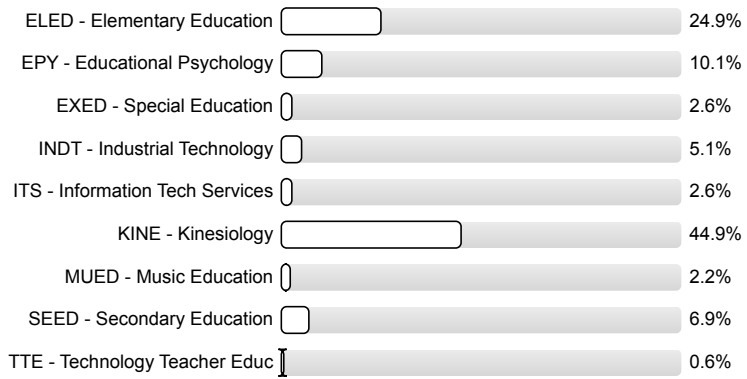 ELED - Elementary Education 24.9%
EPY - Educational Psychology 10.1%
EXED - Special Education 2.6%
INDT - Industrial Technology 5.1%
ITS - Information Tech Services 2.6%
KINE - Kinesiology 44.9%
MUED - Music Education 2.2%
SEED - Secondary Education 6.9%
TTE - Technology Teacher Educ 0.6%